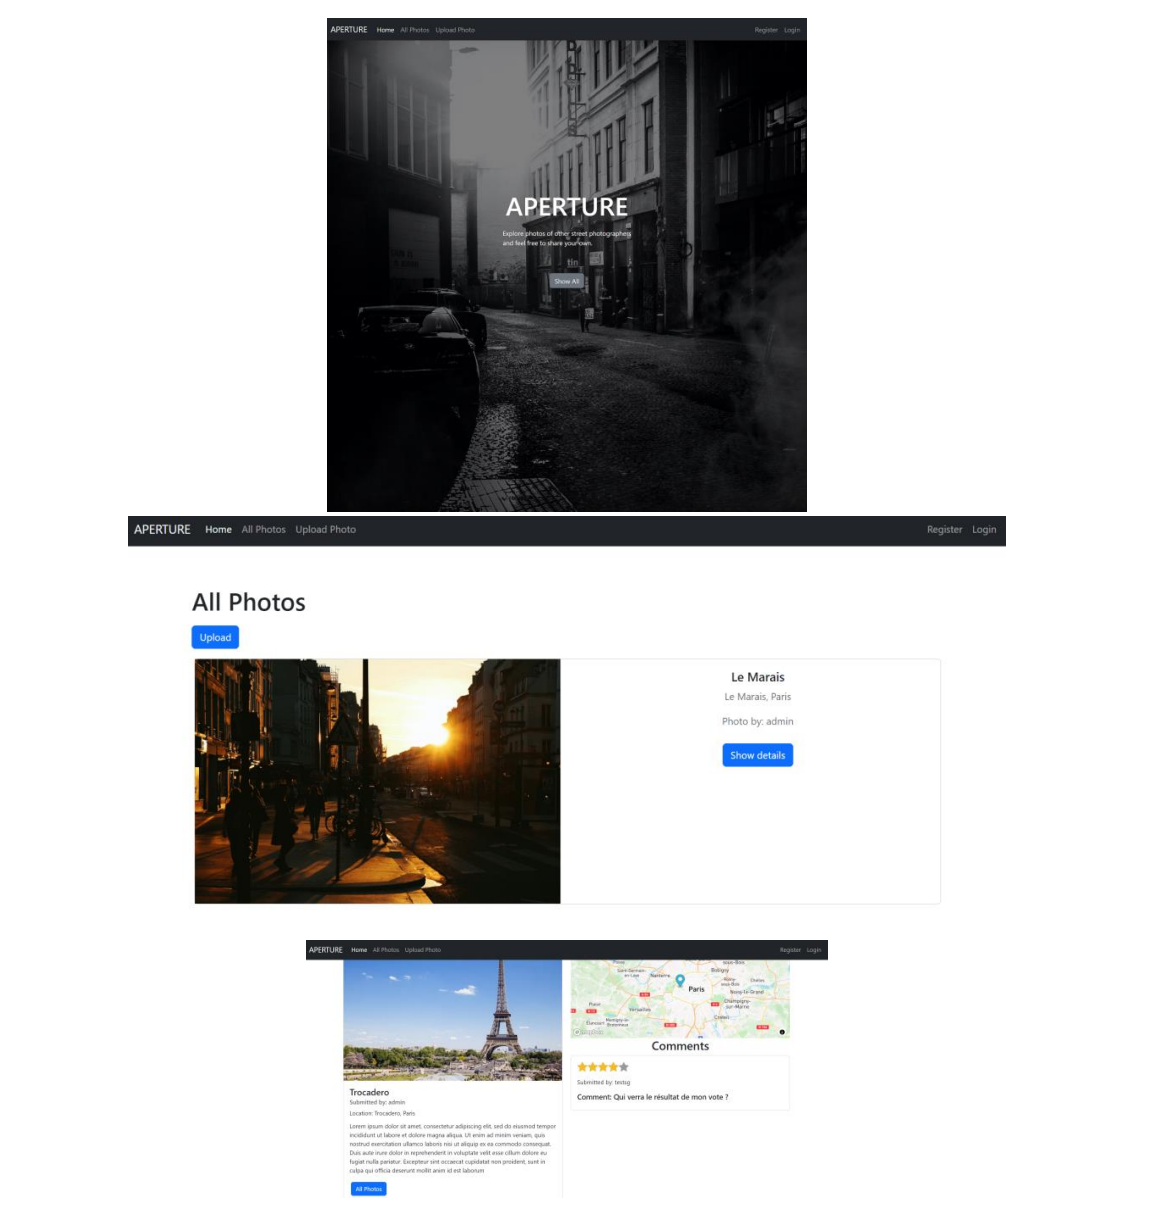 APERTURE Home All Photos Upload Photo Register Login
APERTURE
Explore photos of other street photographers
and feel free to share your own.
Show All
APERTURE Home All Photos Upload Photo Register Login
All Photos
Upload
Le Marais
Le Marais, Paris
Photo by: admin
Show details
APERTURE Home All Photos Upload Photo Register Login
Paris
Comments
Submitted by: testsg
Comment: Qui verra le résultat de mon vote ?
Trocadero
Submitted by: admin
Location: Trocadero, Paris
Lorem ipsum dolor sit amet, consectetur adipiscing elit, sed do eiusmod tempor
incididunt ut labore et dolore magna aliqua. Ut enim ad minim veniam, quis
nostrud exercitation ullamco laboris nisi ut aliquip ex ea commodo consequat.
Duis aute irure dolor in reprehenderit in voluptate velit esse cillum dolore eu
fugiat nulla pariatur. Excepteur sint occaecat cupidatat non proident, sunt in
culpa qui officia deserunt mollit anim id est laborum
All Photos